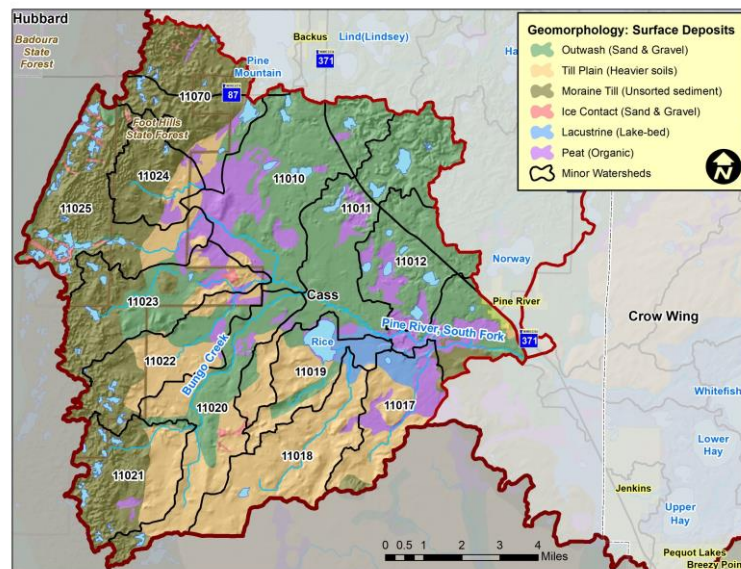 Hubbard
Badoura
State
Forest
Backus
Lind(Lindsey)
371
Pine
Mountain
87
11070
Foot Hills
State Forest
11024
11010
11025
11011
11012
Norway
11023
Cass
Pine River
Pine River, South Fork
371
Crow Wing
Rice
Bungo Creek
11022
11019
11020
11017
Whitefish
11018
Lower
Hay
11021
Jenkins
Upper
Hay
Pequot Lakes
Breezy Point
0 0.5 1 2 3 4
Miles
Geomorphology: Surface Deposits
Outwash (Sand & Gravel)
Till Plain (Heavier soils)
Moraine Till (Unsorted sediment)
Ice Contact (Sand & Gravel)
Lacustrine (Lake-bed)
Peat (Organic)
Minor Watersheds
N